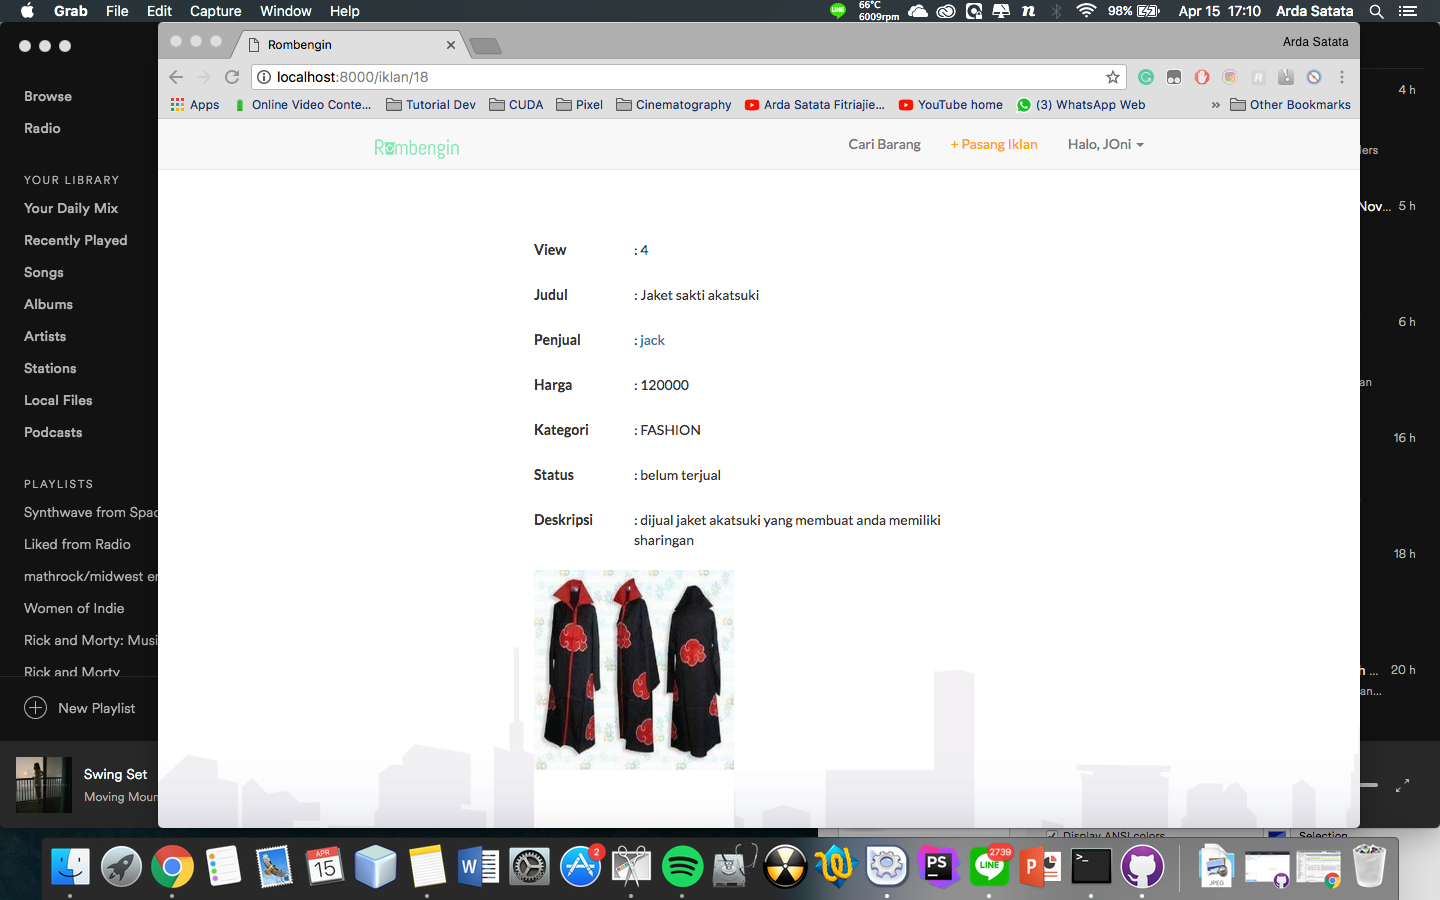 Grab File Edit Capture Window Help
LINE
66°C
6009rpm
98%
Apr 15 17:10 Arda Satata
Rombengin
Arda Satata
localhost:8000/iklan/18
Apps Online Video Conte... Tutorial Dev CUDA Pixel Cinematography Arda Satata Fitriajie... YouTube home (3) WhatsApp Web » Other Bookmarks
Browse
Radio
YOUR LIBRARY
Your Daily Mix
Recently Played
Songs
Albums
Artists
Stations
Local Files
Podcasts
PLAYLISTS
Synthwave from Spac
Liked from Radio
mathrock/midwest e
Women of Indie
Rick and Morty: Musi
Rick and Morty
New Playlist
Swing Set
Moving Moun
Rombengin
Cari Barang + Pasang Iklan Halo, JOni
View : 4
Judul : Jaket sakti akatsuki
Penjual : jack
Harga : 120000
Kategori : FASHION
Status : belum terjual
Deskripsi : dijual jaket akatsuki yang membuat anda memiliki
sharingan
4 h
lers
Nov... 5 h
6 h
an
16 h
18 h
20 h
an...
Display ANSI colors
Selection
APR
15
2
PS
2739
LINE
JPEG